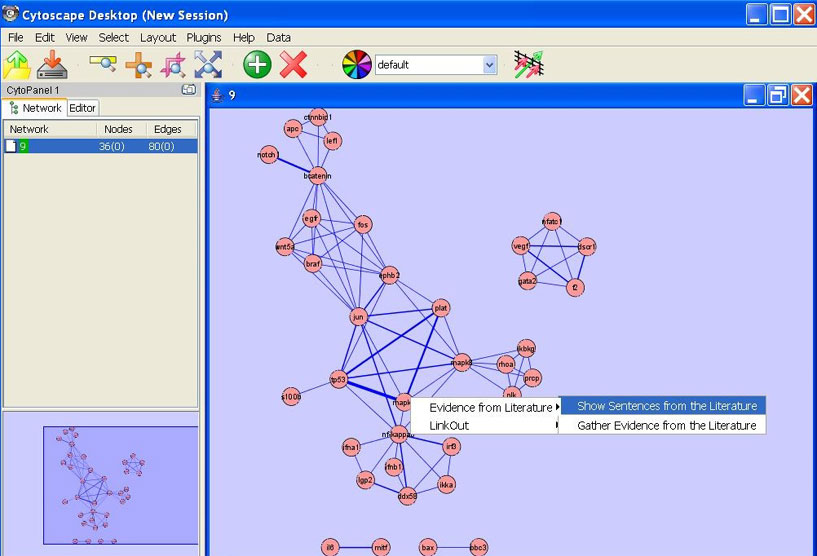 Cytoscape Desktop (New Session)
File Edit View Select Layout Plugins Help Data
default
CytoPanel 1
Network Editor
Network Nodes Edges
9 36(0) 80(0)
9
ctnnbip1
apc
lef1
notch1
bcatenin
egfr
fos
wnt5a
braf
ephb2
nfatc1
vegf
dscr1
gata2
f2
jun
plat
ikbkg
mapk8
rhoa
prcp
tp53
plk
s100b
mapk
Evidence from Literature
Show Sentences from the Literature
LinkOut
Gather Evidence from the Literature
nfkappab
ifna1
irf3
ifnb1
lgp2
ikka
ddx58
il6
mitf
bax
bbc3